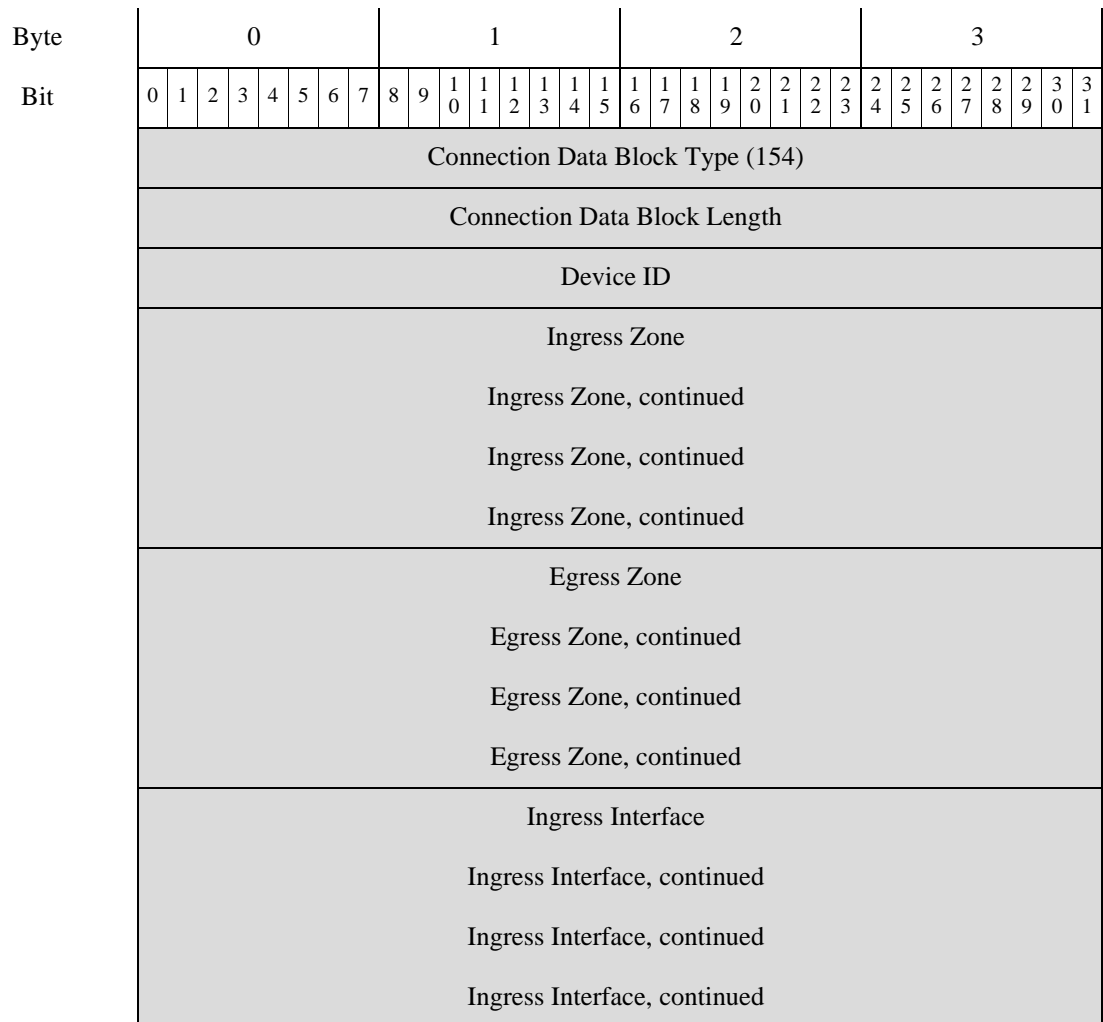 Byte 0 1 2 3
Bit 0 1 2 3 4 5 6 7 8 9 10 11 12 13 14 15 16 17 18 19 20 21 22 23 24 25 26 27 28 29 30 31
Connection Data Block Type (154)
Connection Data Block Length
Device ID
Ingress Zone
Ingress Zone, continued
Ingress Zone, continued
Ingress Zone, continued
Egress Zone
Egress Zone, continued
Egress Zone, continued
Egress Zone, continued
Ingress Interface
Ingress Interface, continued
Ingress Interface, continued
Ingress Interface, continued